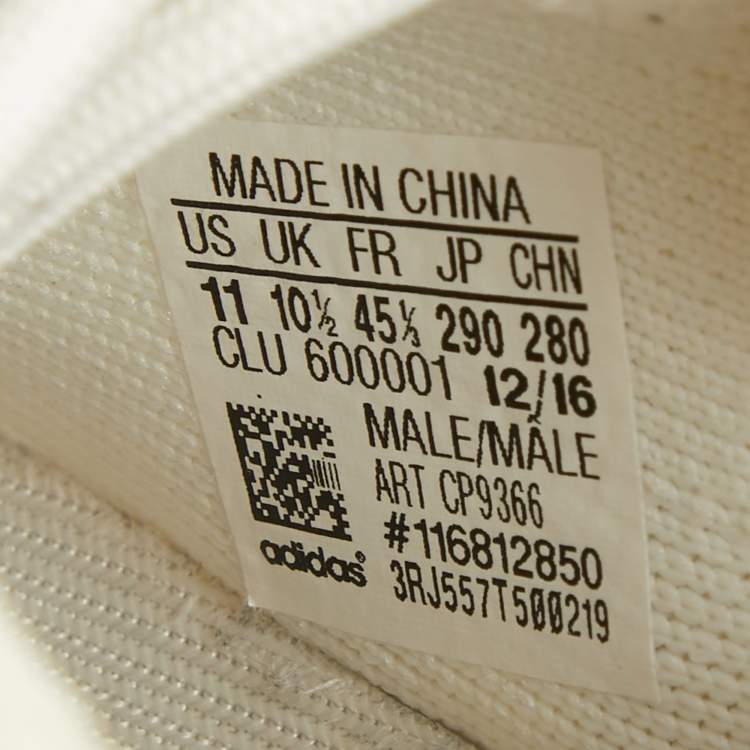 MADE IN CHINA
US UK FR JP CHN
11 10½ 45⅓ 290 280
CLU 600001 12/16
MALE/MÂLE
ART CP9366
#116812850
adidas®
3RJ557T500219